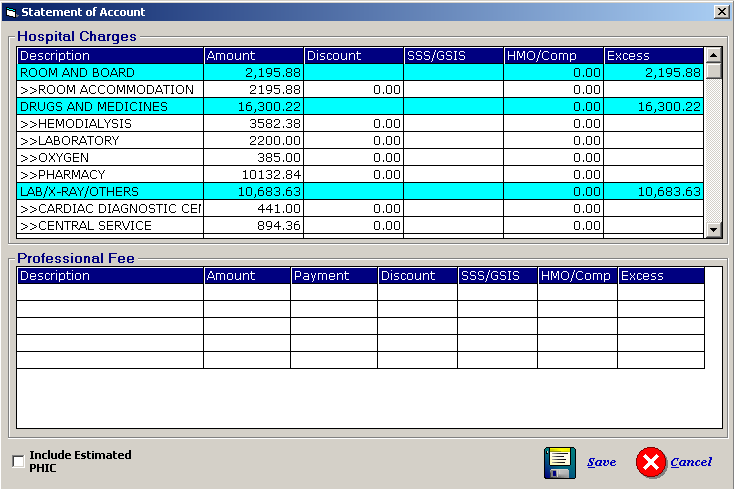 Statement of Account
Hospital Charges
Description Amount Discount SSS/GSIS HMO/Comp Excess
ROOM AND BOARD 2,195.88 0.00 2,195.88
>>ROOM ACCOMMODATION 2195.88 0.00 0.00
DRUGS AND MEDICINES 16,300.22 0.00 16,300.22
>>HEMODIALYSIS 3582.38 0.00 0.00
>>LABORATORY 2200.00 0.00 0.00
>>OXYGEN 385.00 0.00 0.00
>>PHARMACY 10132.84 0.00 0.00
LAB/X-RAY/OTHERS 10,683.63 0.00 10,683.63
>>CARDIAC DIAGNOSTIC CEN 441.00 0.00 0.00
>>CENTRAL SERVICE 894.36 0.00 0.00
Professional Fee
Description Amount Payment Discount SSS/GSIS HMO/Comp Excess
Include Estimated
PHIC
Save Cancel